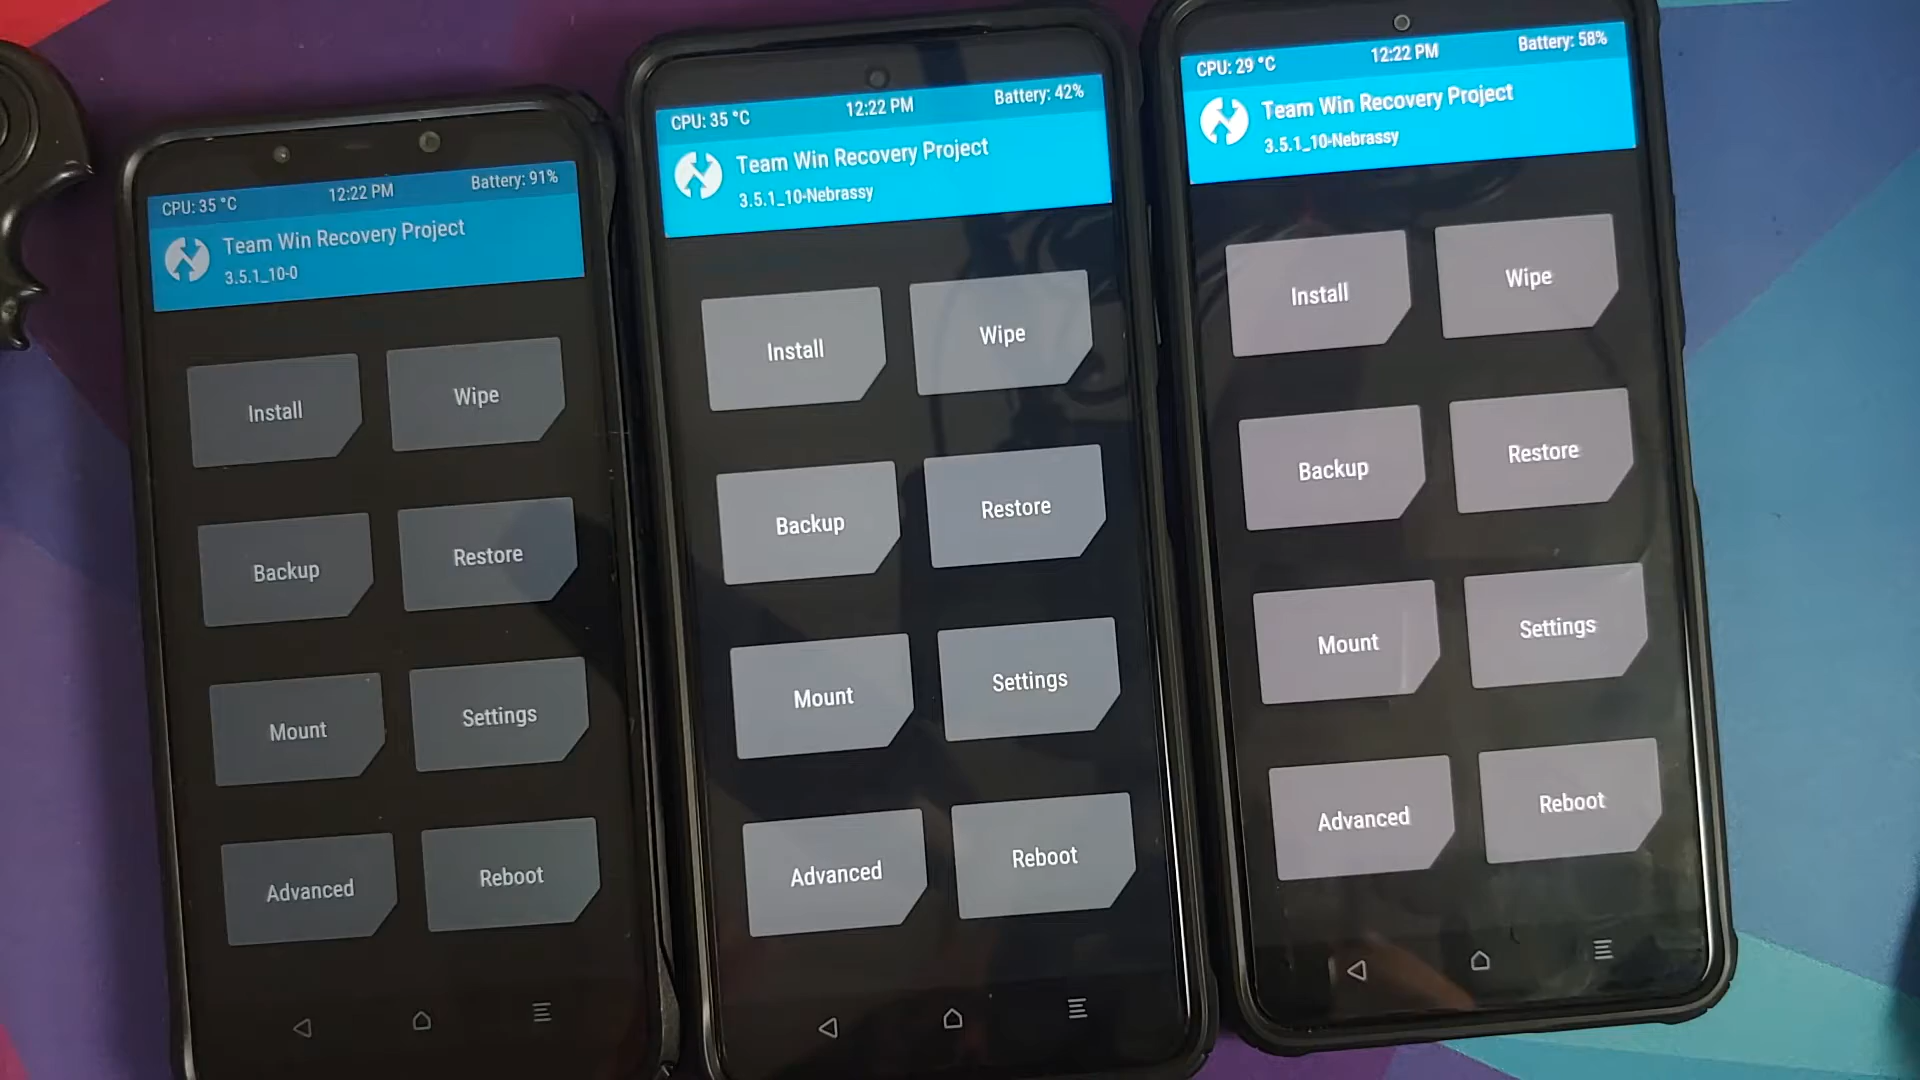 CPU: 35 °C 12:22 PM Battery: 91%
Team Win Recovery Project
3.5.1_10-0
Install Wipe
Backup Restore
Mount Settings
Advanced Reboot
CPU: 35 °C 12:22 PM Battery: 42%
Team Win Recovery Project
3.5.1_10-Nebrassy
Install Wipe
Backup Restore
Mount Settings
Advanced Reboot
CPU: 29 °C 12:22 PM Battery: 58%
Team Win Recovery Project
3.5.1_10-Nebrassy
Install Wipe
Backup Restore
Mount Settings
Advanced Reboot